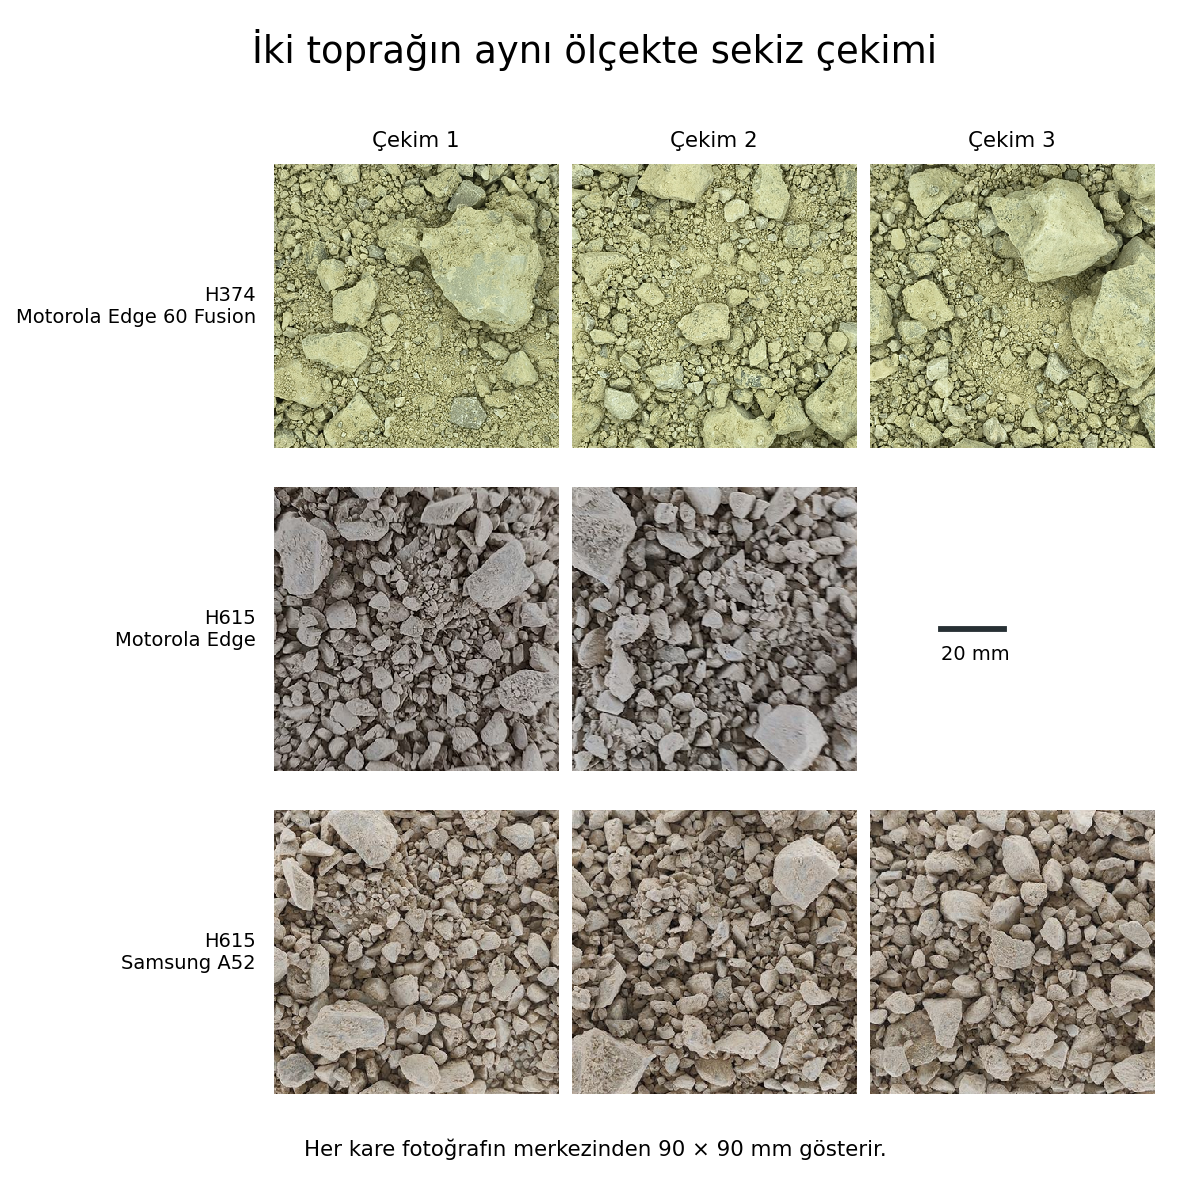 İki toprağın aynı ölçekte sekiz çekimi
Çekim 1
Çekim 2
Çekim 3
H374
Motorola Edge 60 Fusion
H615
Motorola Edge
20 mm
H615
Samsung A52
Her kare fotoğrafın merkezinden 90 × 90 mm gösterir.